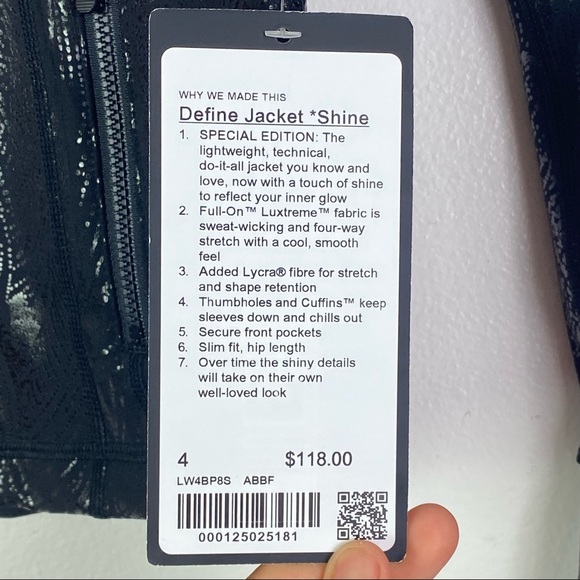 WHY WE MADE THIS
Define Jacket *Shine
1. SPECIAL EDITION: The
lightweight, technical,
do-it-all jacket you know and
love, now with a touch of shine
to reflect your inner glow
2. Full-On™ Luxtreme™ fabric is
sweat-wicking and four-way
stretch with a cool, smooth
feel
3. Added Lycra® fibre for stretch
and shape retention
4. Thumbholes and Cuffins™ keep
sleeves down and chills out
5. Secure front pockets
6. Slim fit, hip length
7. Over time the shiny details
will take on their own
well-loved look
4 $118.00
LW4BP8S ABBF
000125025181